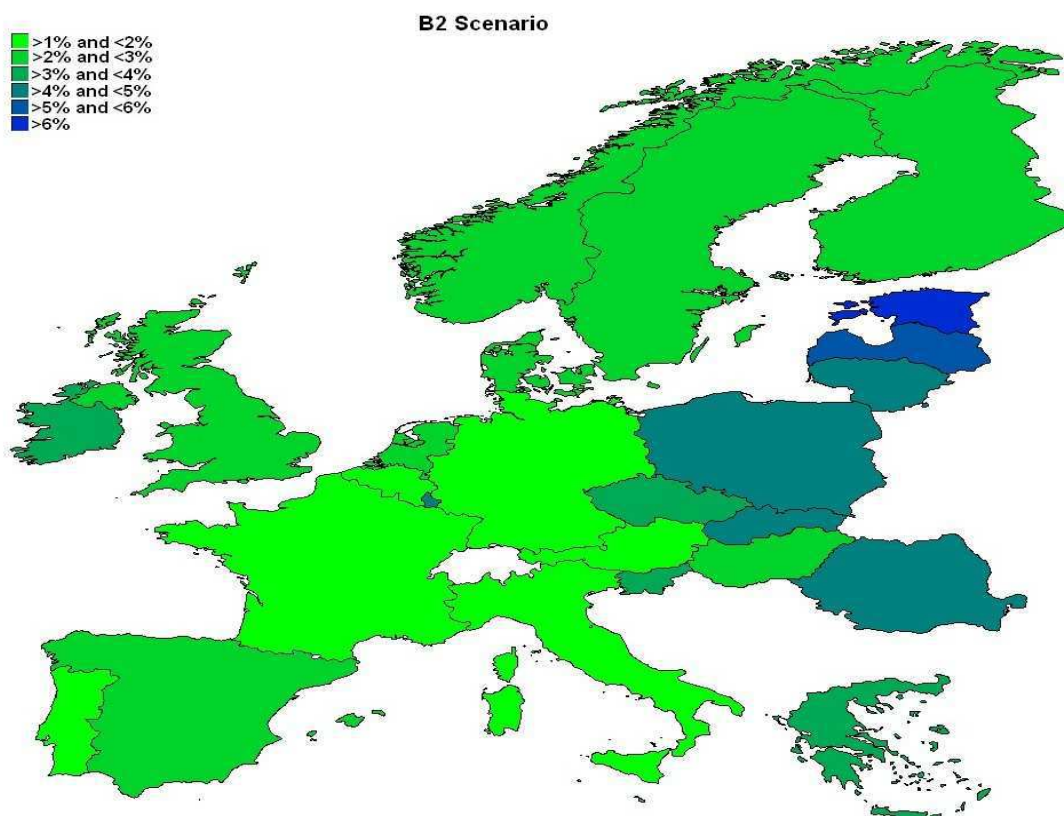 B2 Scenario
>1% and <2%
>2% and <3%
>3% and <4%
>4% and <5%
>5% and <6%
>6%